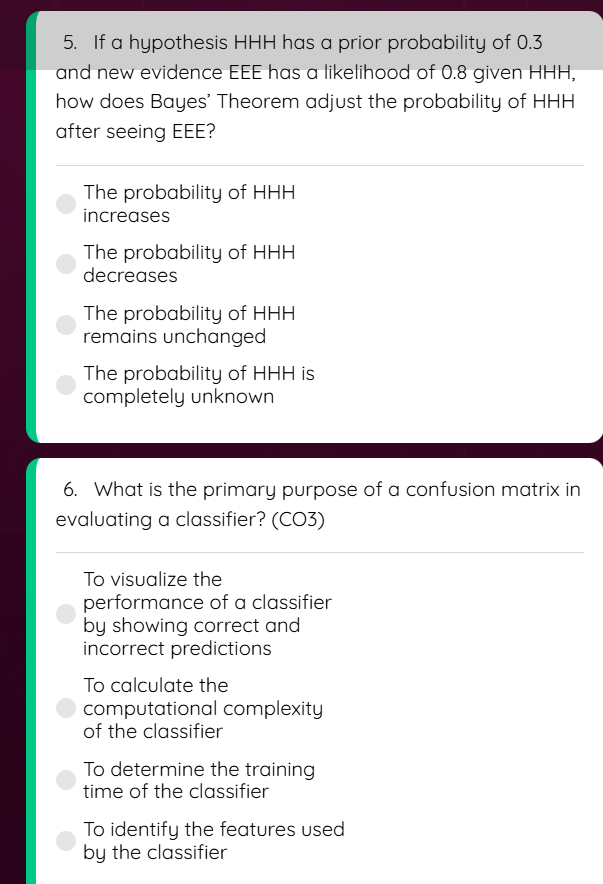 5. If a hypothesis HHH has a prior probability of 0.3
and new evidence EEE has a likelihood of 0.8 given HHH,
how does Bayes’ Theorem adjust the probability of HHH
after seeing EEE?
The probability of HHH
increases
The probability of HHH
decreases
The probability of HHH
remains unchanged
The probability of HHH is
completely unknown
6. What is the primary purpose of a confusion matrix in
evaluating a classifier? (CO3)
To visualize the
performance of a classifier
by showing correct and
incorrect predictions
To calculate the
computational complexity
of the classifier
To determine the training
time of the classifier
To identify the features used
by the classifier